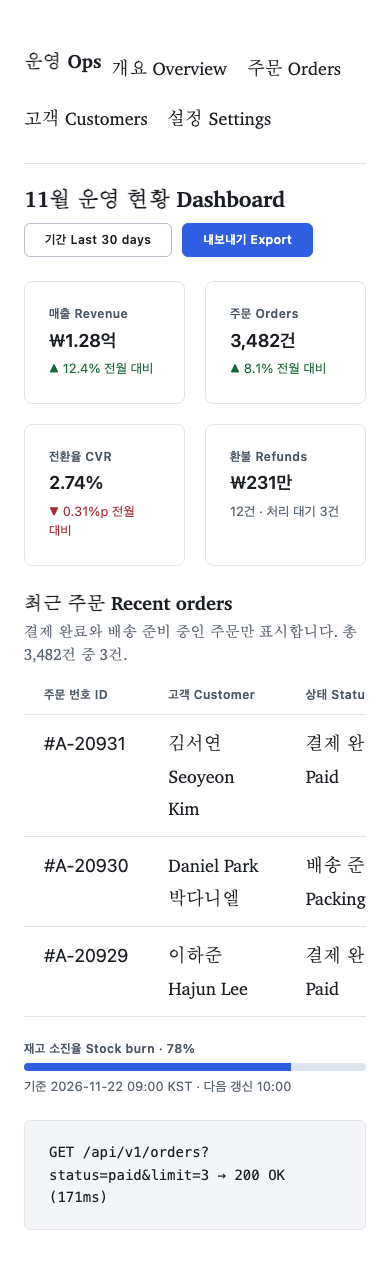 운영 Ops 개요 Overview 주문 Orders
고객 Customers 설정 Settings
11월 운영 현황 Dashboard
기간 Last 30 days 내보내기 Export
매출 Revenue
₩1.28억
▲ 12.4% 전월 대비
주문 Orders
3,482건
▲ 8.1% 전월 대비
전환율 CVR
2.74%
▼ 0.31%p 전월
대비
환불 Refunds
₩231만
12건 · 처리 대기 3건
최근 주문 Recent orders
결제 완료와 배송 준비 중인 주문만 표시합니다. 총
3,482건 중 3건.
주문 번호 ID 고객 Customer 상태 Statu
#A-20931 김서연 결제 완
Seoyeon Paid
Kim
#A-20930 Daniel Park 배송 준
박다니엘 Packing
#A-20929 이하준 결제 완
Hajun Lee Paid
재고 소진율 Stock burn · 78%
기준 2026-11-22 09:00 KST · 다음 갱신 10:00
GET /api/v1/orders?
status=paid&limit=3 → 200 OK
(171ms)